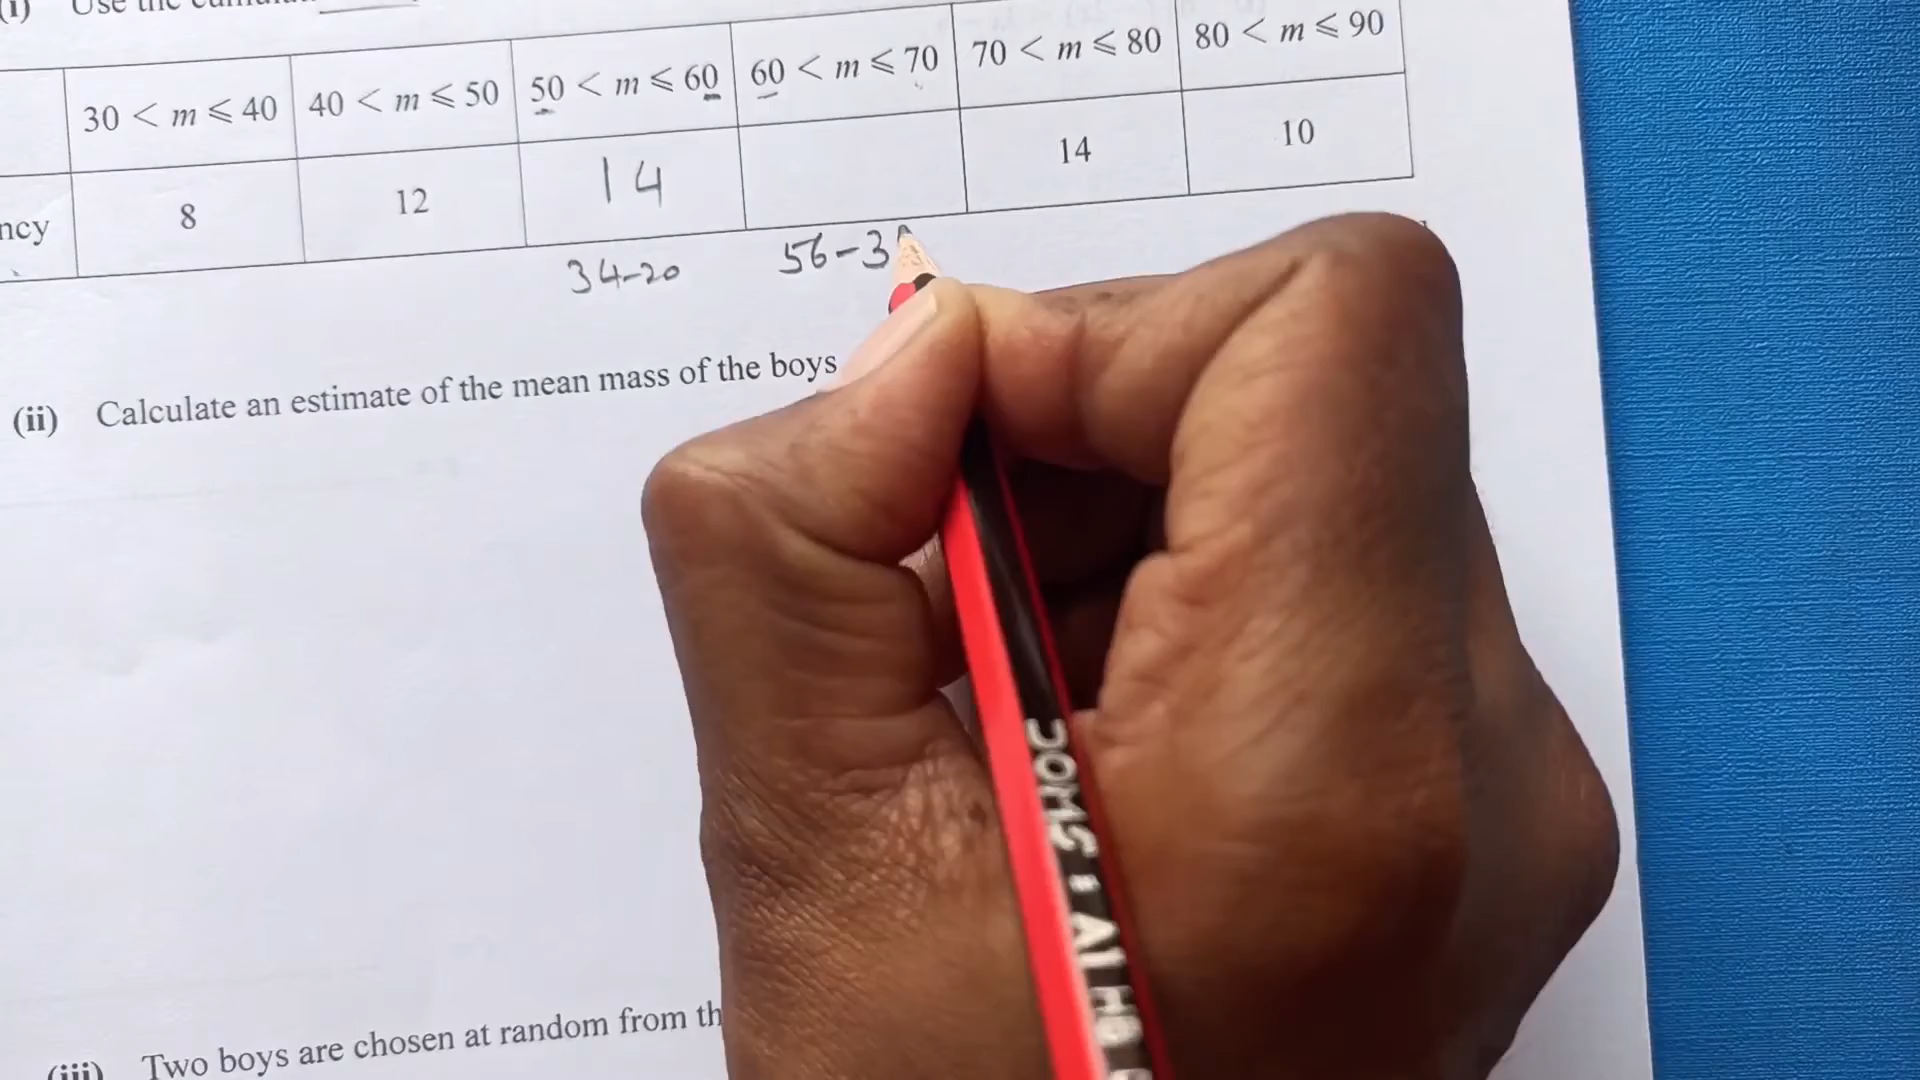 (i) Use the
30 < m ⩽ 40 40 < m ⩽ 50 50 < m ⩽ 60 60 < m ⩽ 70 70 < m ⩽ 80 80 < m ⩽ 90
ncy 8 12 14 14 10
34-20 56-3
(ii) Calculate an estimate of the mean mass of the boys
DOMS
(iii) Two boys are chosen at random from th